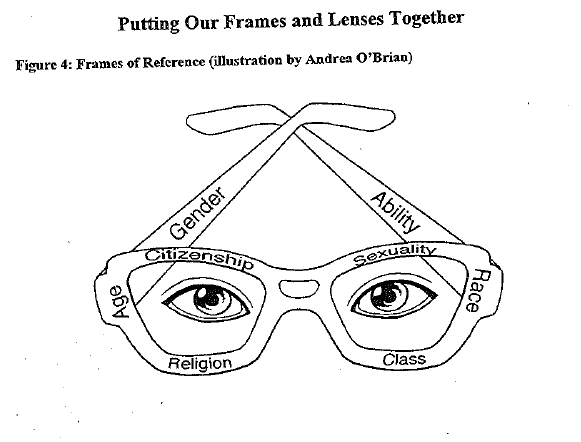 Putting Our Frames and Lenses Together
Figure 4: Frames of Reference (illustration by Andrea O'Brian)
Gender
Ability
Citizenship
Sexuality
Age
Race
Religion
Class